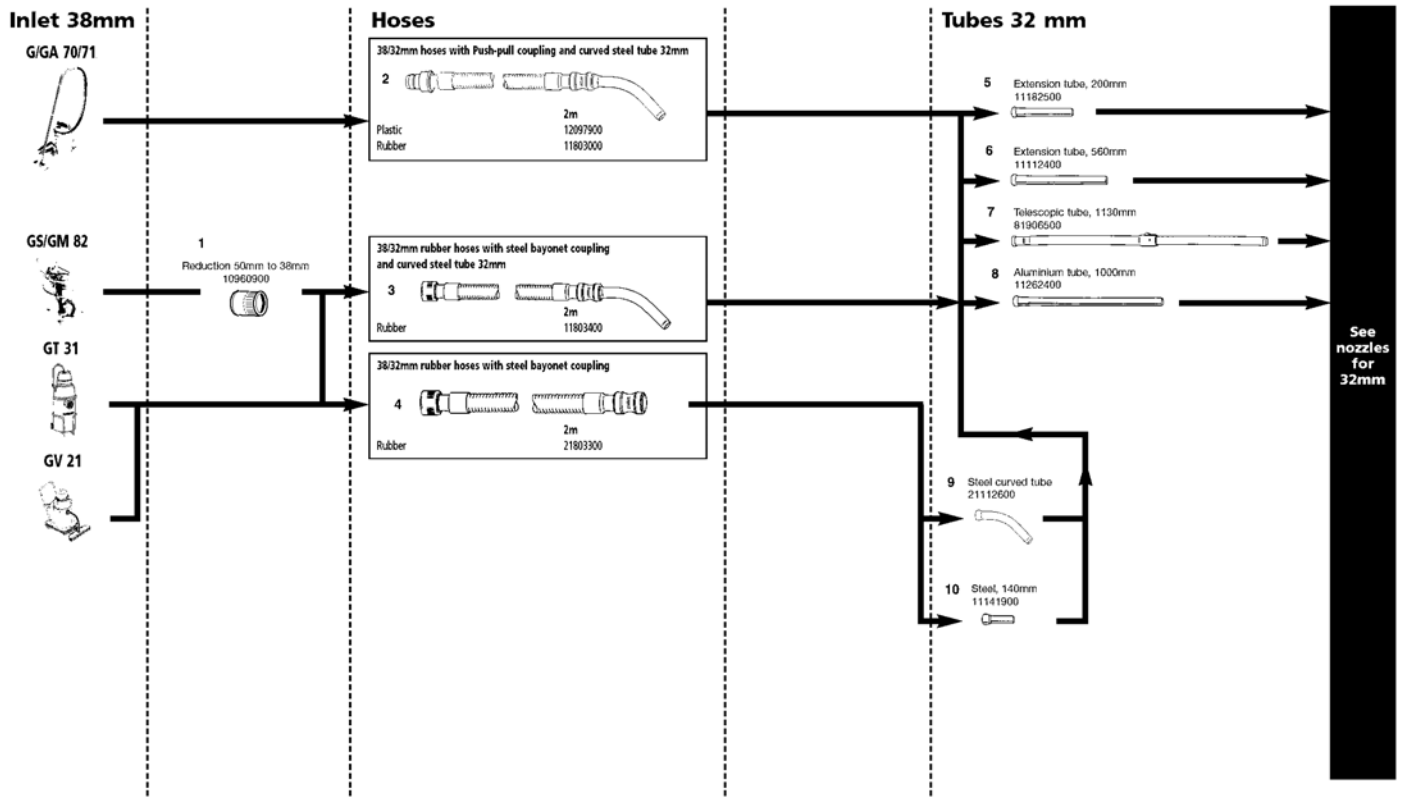 Inlet 38mm
Hoses
Tubes 32 mm
G/GA 70/71
38/32mm hoses with Push-pull coupling and curved steel tube 32mm
2
2m
Plastic 12097900
Rubber 11803000
5 Extension tube, 200mm
11182500
6 Extension tube, 560mm
11112400
7 Telescopic tube, 1130mm
81906500
8 Aluminium tube, 1000mm
11262400
GS/GM 82
1
Reduction 50mm to 38mm
10960900
38/32mm rubber hoses with steel bayonet coupling
and curved steel tube 32mm
3
2m
Rubber 11803400
GT 31
38/32mm rubber hoses with steel bayonet coupling
4
2m
Rubber 21803300
GV 21
9 Steel curved tube
21112600
10 Steel, 140mm
11141900
See
nozzles
for
32mm